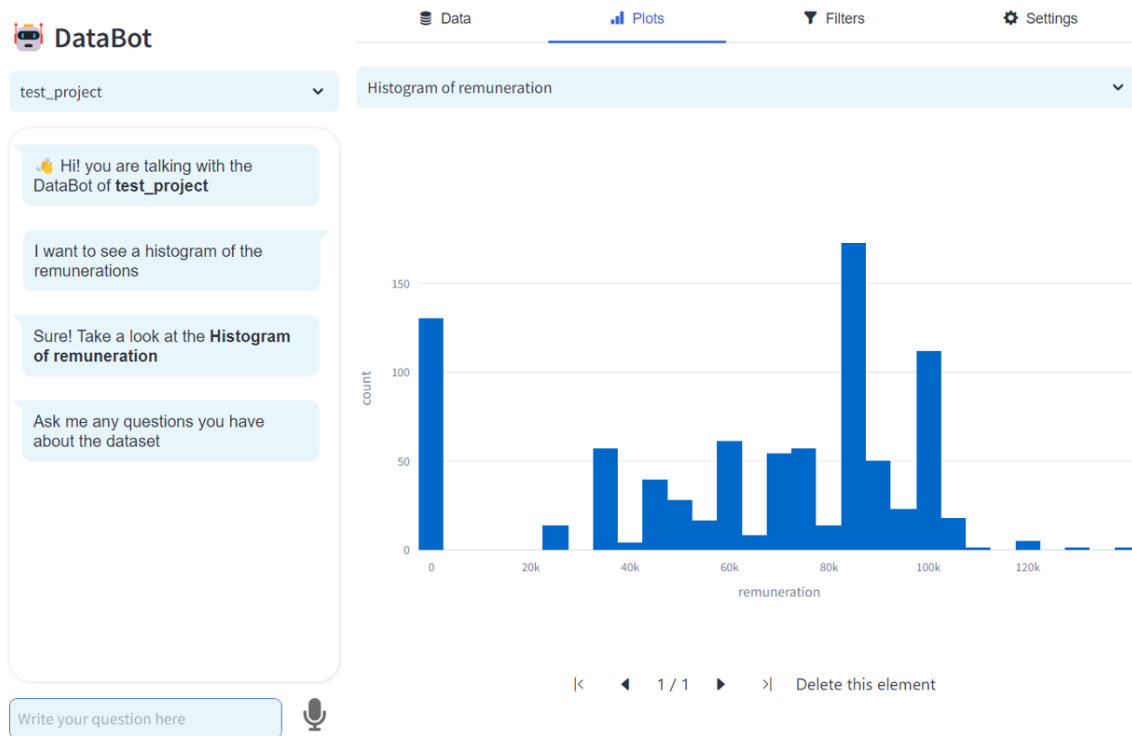 DataBot
test_project
👋 Hi! you are talking with the
DataBot of test_project
I want to see a histogram of the
remunerations
Sure! Take a look at the Histogram
of remuneration
Ask me any questions you have
about the dataset
Write your question here
Data Plots Filters Settings
Histogram of remuneration
150
100
50
0
count
0 20k 40k 60k 80k 100k 120k
remuneration
1 / 1 Delete this element